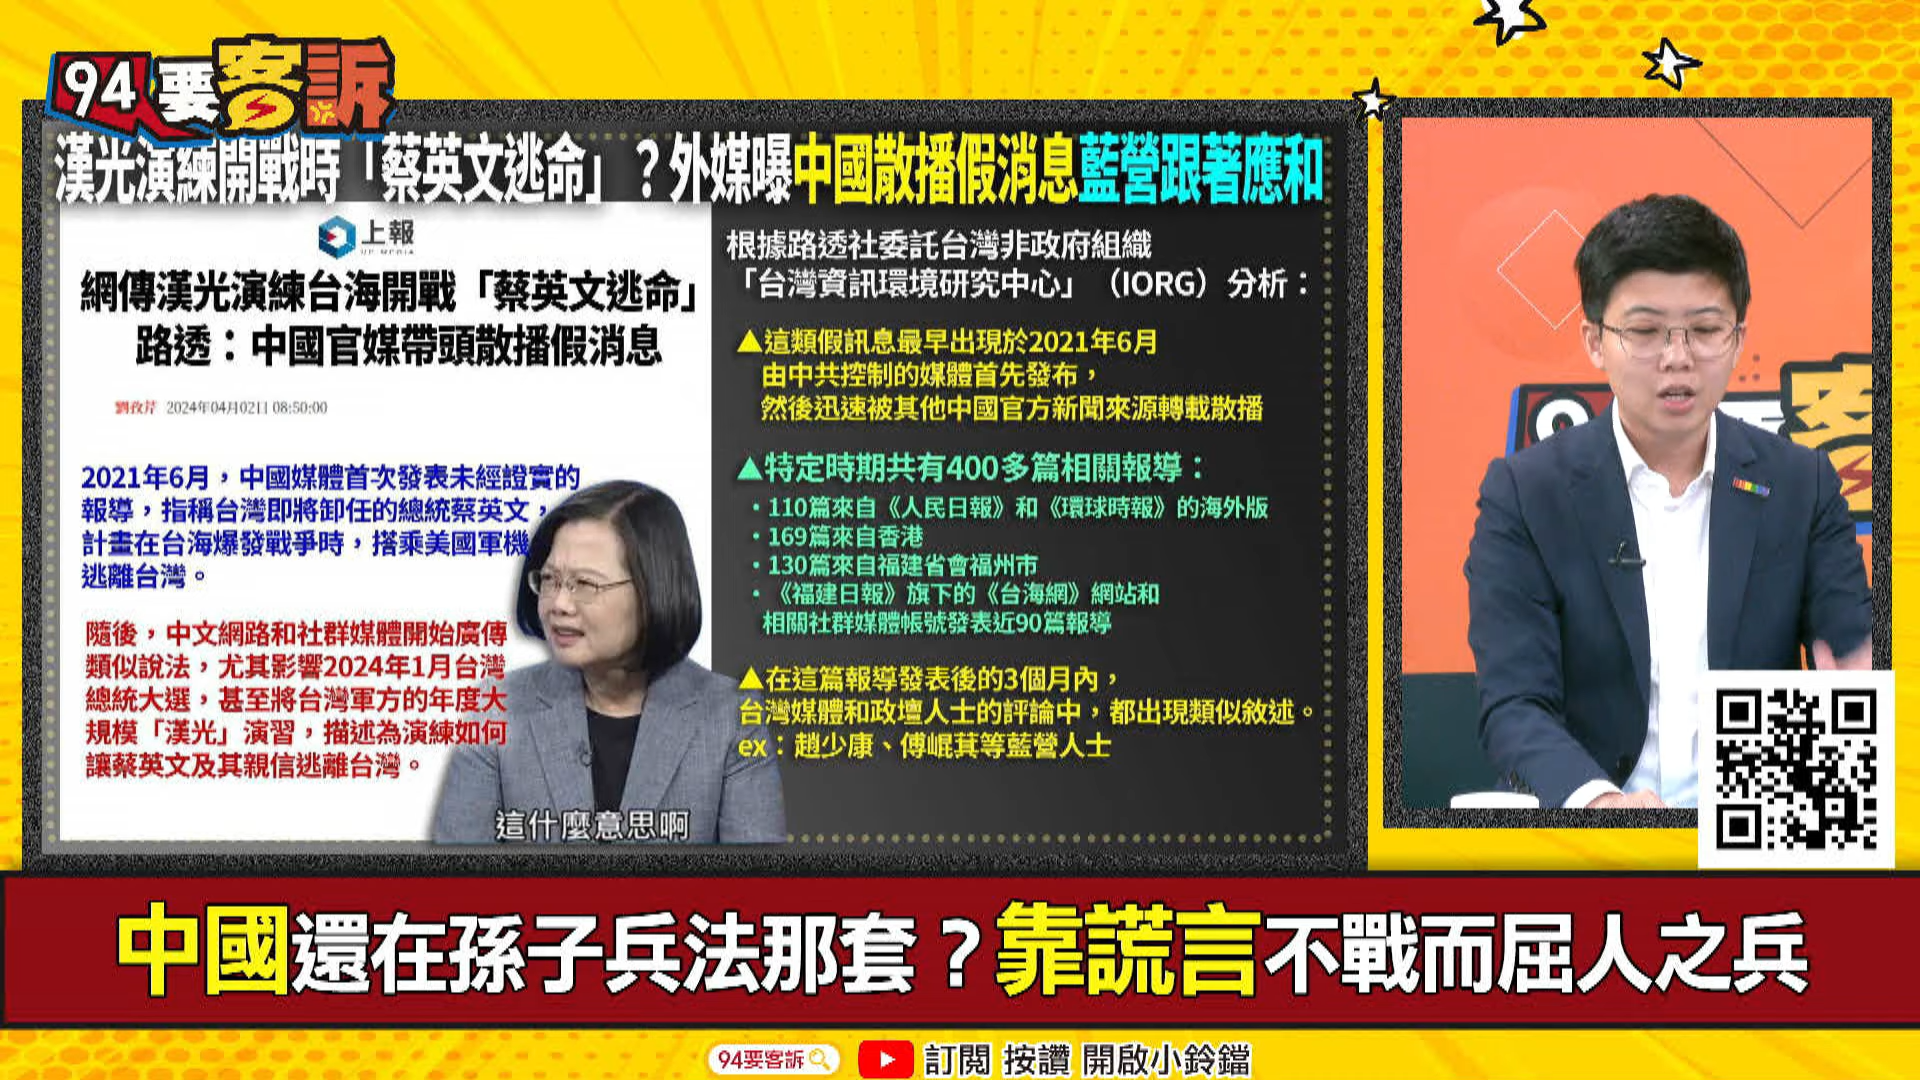 94要客訴
漢光演練開戰時「蔡英文逃命」？外媒曝中國散播假消息藍營跟著應和
上報
UP MEDIA
網傳漢光演練台海開戰「蔡英文逃命」
路透：中國官媒帶頭散播假消息
2024年04月02日 08:50:00
2021年6月，中國媒體首次發表未經證實的
報導，指稱台灣即將卸任的總統蔡英文，
計畫在台海爆發戰爭時，搭乘美國軍機
逃離台灣。
隨後，中文網路和社群媒體開始廣傳
類似說法，尤其影響2024年1月台灣
總統大選，甚至將台灣軍方的年度大
規模「漢光」演習，描述為演練如何
讓蔡英文及其親信逃離台灣。
這什麼意思啊
根據路透社委託台灣非政府組織
「台灣資訊環境研究中心」（IORG）分析：
▲這類假訊息最早出現於2021年6月
由中共控制的媒體首先發布，
然後迅速被其他中國官方新聞來源轉載散播
▲特定時期共有400多篇相關報導：
・110篇來自《人民日報》和《環球時報》的海外版
・169篇來自香港
・130篇來自福建省會福州市
・《福建日報》旗下的《台海網》網站和
相關社群媒體帳號發表近90篇報導
▲在這篇報導發表後的3個月內，
台灣媒體和政壇人士的評論中，都出現類似敘述。
ex：趙少康、傅崐萁等藍營人士
中國還在孫子兵法那套？靠謊言不戰而屈人之兵
94要客訴
訂閱 按讚 開啟小鈴鐺